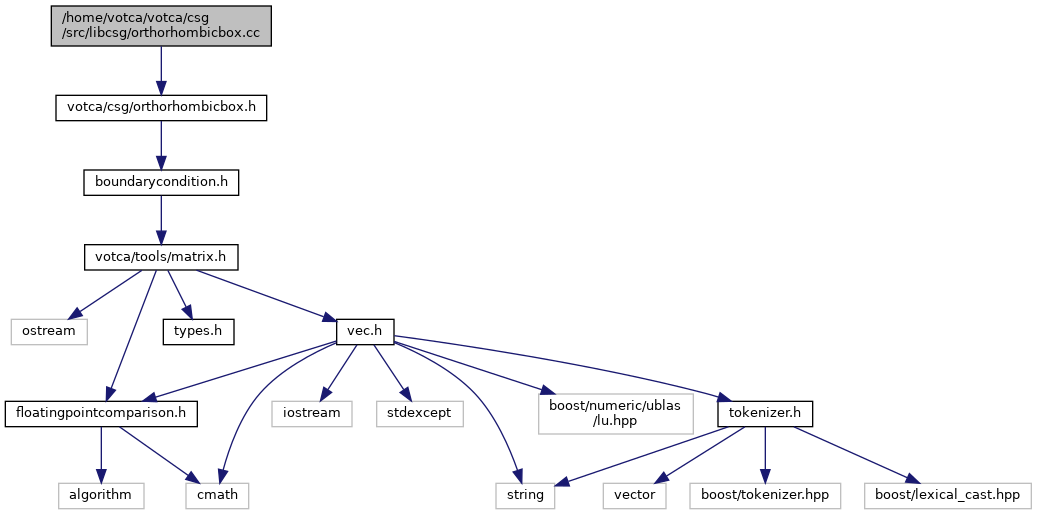 /home/votca/votca/csg
/src/libcsg/orthorhombicbox.cc
votca/csg/orthorhombicbox.h
boundarycondition.h
votca/tools/matrix.h
ostream
types.h
vec.h
floatingpointcomparison.h
iostream
stdexcept
boost/numeric/ublas
/lu.hpp
tokenizer.h
algorithm
cmath
string
vector
boost/tokenizer.hpp
boost/lexical_cast.hpp